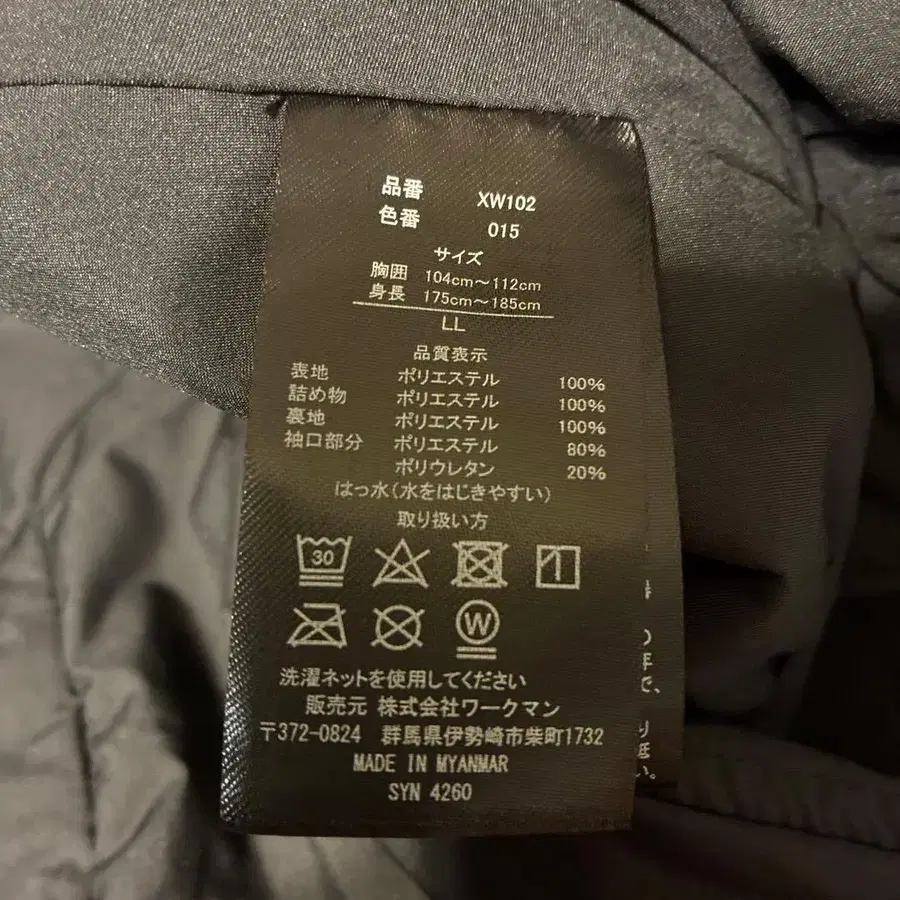 品番 XW102
色番 015
サイズ
胸囲 104cm～112cm
身長 175cm～185cm
LL
品質表示
表地 ポリエステル 100%
詰め物 ポリエステル 100%
裏地 ポリエステル 100%
袖口部分 ポリエステル 80%
ポリウレタン 20%
はっ水(水をはじきやすい)
取り扱い方
30
W
洗濯ネットを使用してください
販売元 株式会社ワークマン
〒372-0824 群馬県伊勢崎市柴町1732
MADE IN MYANMAR
SYN 4260